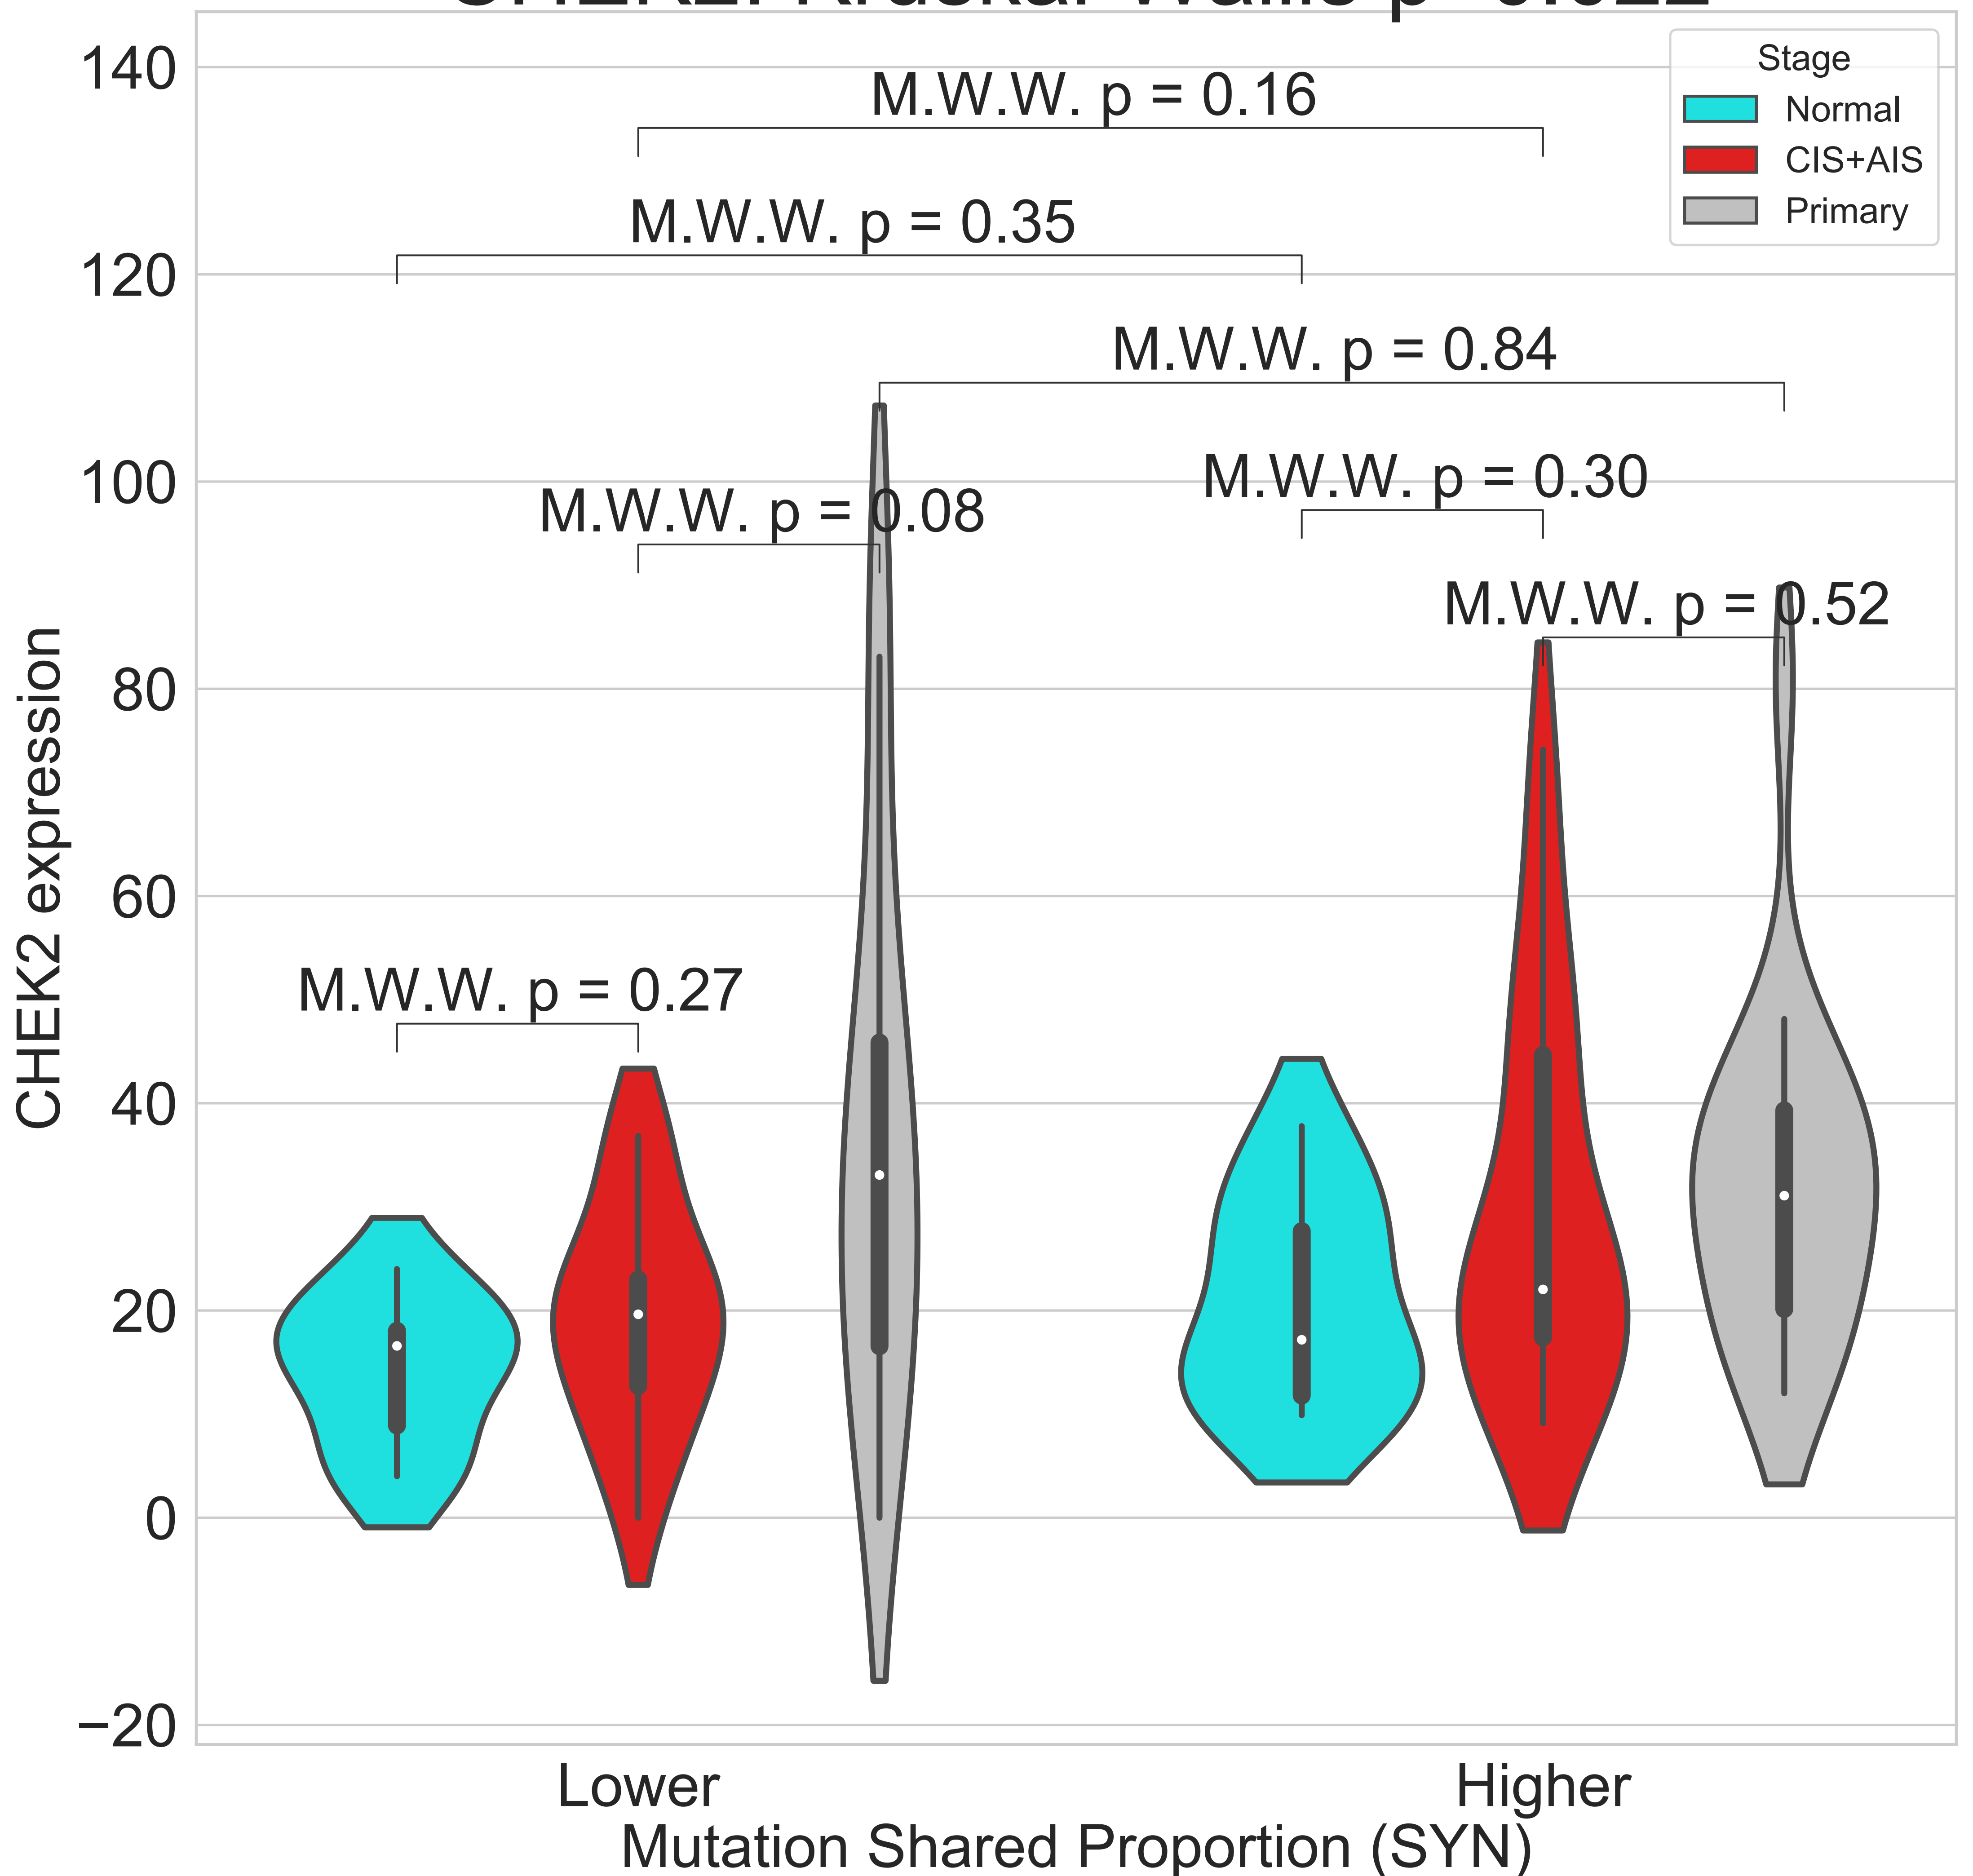 140
M.W.W. p = 0.16
Stage
Normal
CIS+AIS
Primary
M.W.W. p = 0.35
120
M.W.W. p = 0.84
100
M.W.W. p = 0.30
M.W.W. p = 0.08
M.W.W. p = 0.52
80
60
M.W.W. p = 0.27
40
20
0
−20
CHEK2 expression
Lower
Higher
Mutation Shared Proportion (SYN)